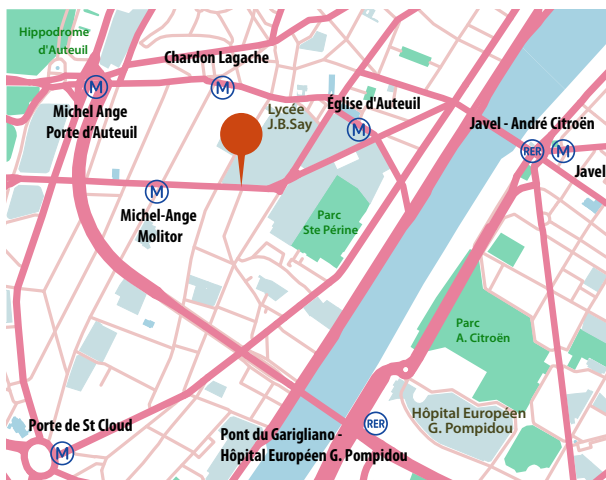 Hippodrome
d'Auteuil
Chardon Lagache
M
M
Michel Ange
Porte d'Auteuil
Lycée
J.B.Say
Église d'Auteuil
M
Javel - André Citroën
RER
M
Javel
M
Michel-Ange
Molitor
Parc
Ste Périne
Parc
A. Citroën
Porte de St Cloud
M
Pont du Garigliano -
Hôpital Européen G. Pompidou
RER
Hôpital Européen
G. Pompidou